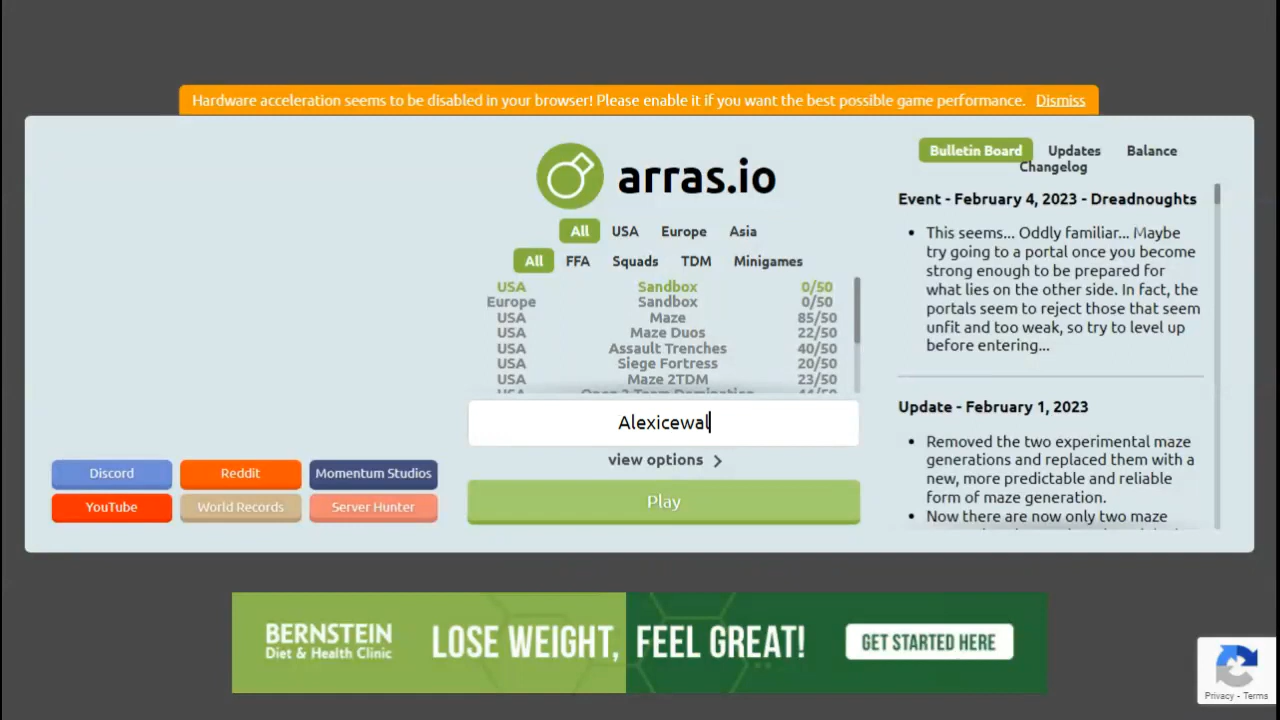 Hardware acceleration seems to be disabled in your browser! Please enable it if you want the best possible game performance. Dismiss
arras.io
All USA Europe Asia
All FFA Squads TDM Minigames
USA Sandbox 0/50
Europe Sandbox 0/50
USA Maze 85/50
USA Maze Duos 22/50
USA Assault Trenches 40/50
USA Siege Fortress 20/50
USA Maze 2TDM 23/50
USA Open 2 Team Domination 44/50
Alexicewal
view options
Play
Discord Reddit Momentum Studios
YouTube World Records Server Hunter
Bulletin Board Updates Balance
Changelog
Event - February 4, 2023 - Dreadnoughts
• This seems... Oddly familiar... Maybe
try going to a portal once you become
strong enough to be prepared for
what lies on the other side. In fact, the
portals seem to reject those that seem
unfit and too weak, so try to level up
before entering...
Update - February 1, 2023
• Removed the two experimental maze
generations and replaced them with a
new, more predictable and reliable
form of maze generation.
• Now there are now only two maze
BERNSTEIN
Diet & Health Clinic
LOSE WEIGHT, FEEL GREAT!
GET STARTED HERE
Privacy - Terms